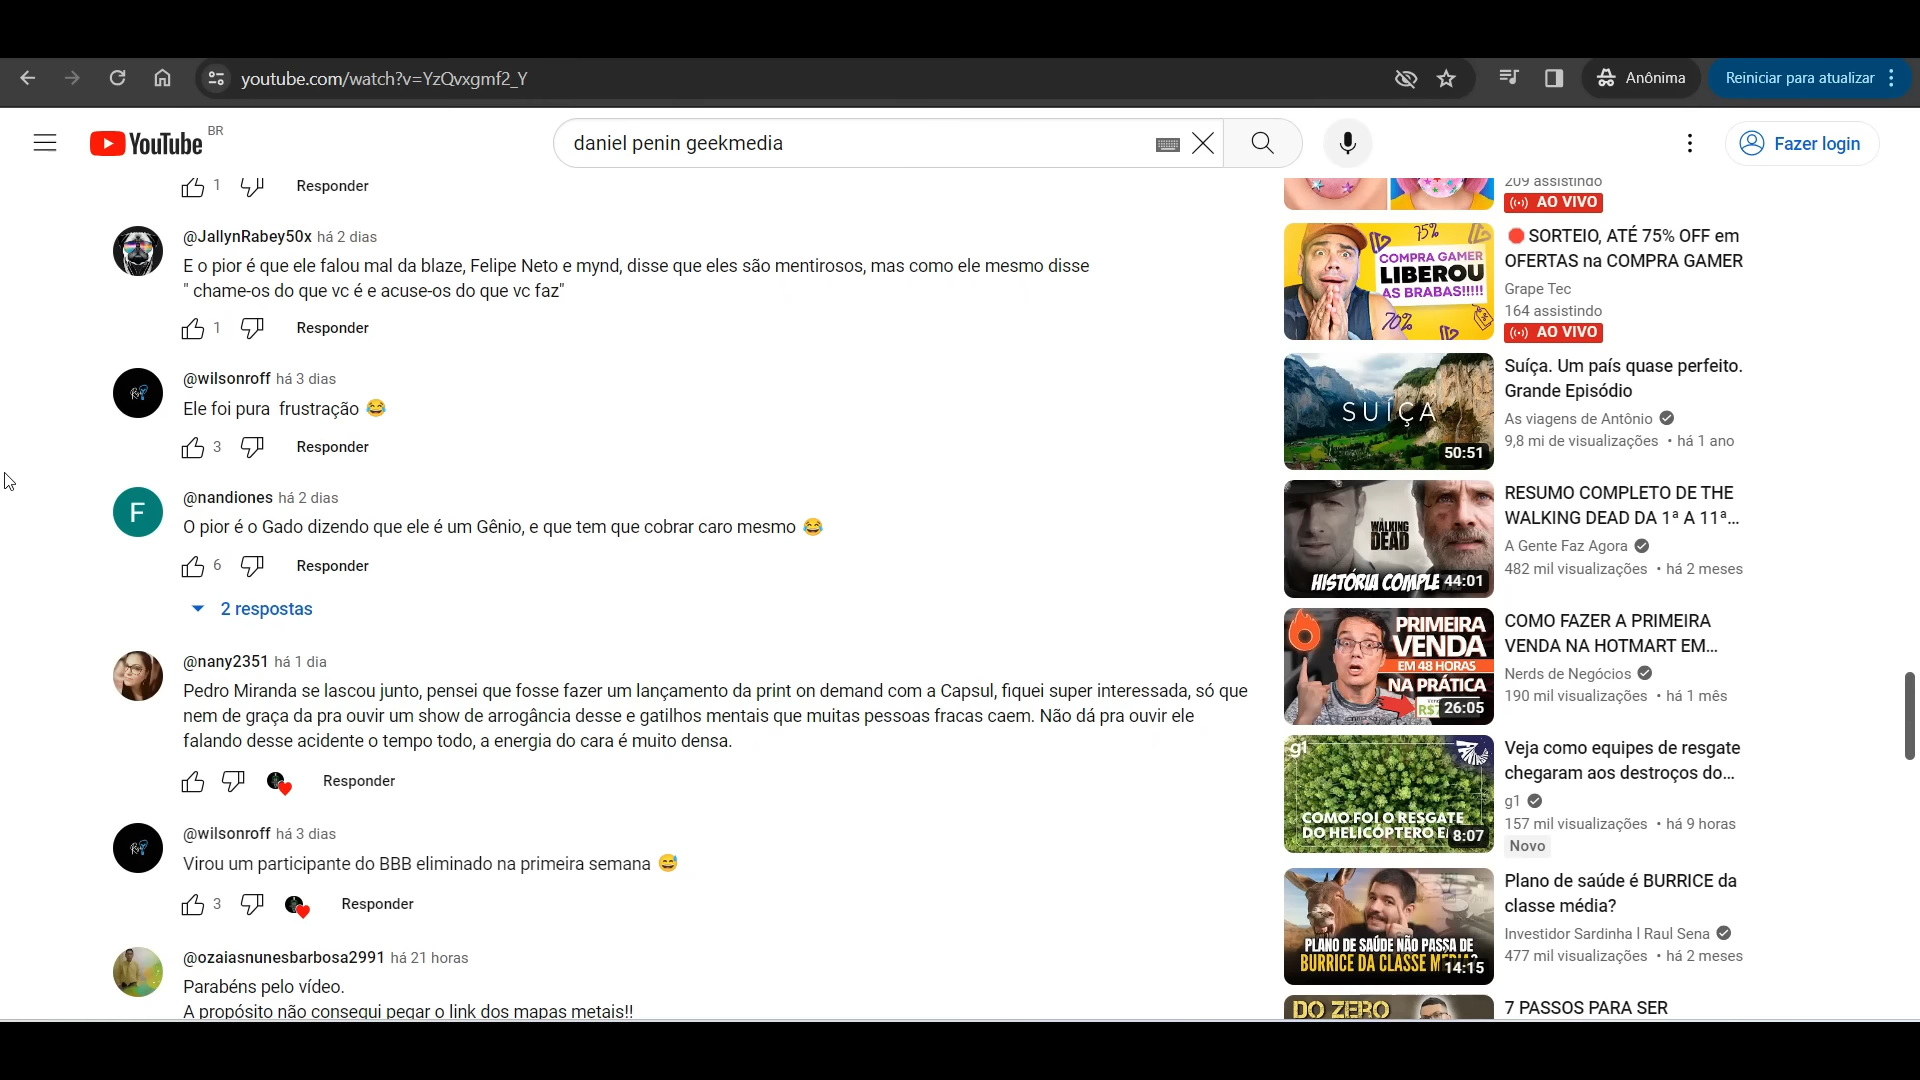 youtube.com/watch?v=YzQvxgmf2_Y
Anônima
Reiniciar para atualizar
YouTube BR
daniel penin geekmedia
Fazer login
1 Responder
@JallynRabey50x há 2 dias
E o pior é que ele falou mal da blaze, Felipe Neto e mynd, disse que eles são mentirosos, mas como ele mesmo disse
" chame-os do que vc é e acuse-os do que vc faz"
1 Responder
@wilsonroff há 3 dias
Ele foi pura frustração 😂
3 Responder
F
@nandiones há 2 dias
O pior é o Gado dizendo que ele é um Gênio, e que tem que cobrar caro mesmo 😂
6 Responder
2 respostas
@nany2351 há 1 dia
Pedro Miranda se lascou junto, pensei que fosse fazer um lançamento da print on demand com a Capsul, fiquei super interessada, só que
nem de graça da pra ouvir um show de arrogância desse e gatilhos mentais que muitas pessoas fracas caem. Não dá pra ouvir ele
falando desse acidente o tempo todo, a energia do cara é muito densa.
Responder
@wilsonroff há 3 dias
Virou um participante do BBB eliminado na primeira semana 😅
3 Responder
@ozaiasnunesbarbosa2991 há 21 horas
Parabéns pelo vídeo.
A propósito não consegui pegar o link dos mapas metais!!
209 assistindo
AO VIVO
75%
COMPRA GAMER
LIBEROU
AS BRABAS!!!!!
70%
SORTEIO, ATÉ 75% OFF em
OFERTAS na COMPRA GAMER
Grape Tec
164 assistindo
AO VIVO
SUÍÇA
50:51
Suíça. Um país quase perfeito.
Grande Episódio
As viagens de Antônio
9,8 mi de visualizações • há 1 ano
WALKING
DEAD
HISTÓRIA COMPLE
44:01
RESUMO COMPLETO DE THE
WALKING DEAD DA 1ª A 11ª...
A Gente Faz Agora
482 mil visualizações • há 2 meses
PRIMEIRA
VENDA
EM 48 HORAS
NA PRÁTICA
R$
26:05
COMO FAZER A PRIMEIRA
VENDA NA HOTMART EM...
Nerds de Negócios
190 mil visualizações • há 1 mês
g1
COMO FOI O RESGATE
DO HELICÓPTERO E
8:07
Veja como equipes de resgate
chegaram aos destroços do...
g1
157 mil visualizações • há 9 horas
Novo
PLANO DE SAÚDE NÃO PASSA DE
BURRICE DA CLASSE M
14:15
Plano de saúde é BURRICE da
classe média?
Investidor Sardinha l Raul Sena
477 mil visualizações • há 2 meses
DO ZERO
7 PASSOS PARA SER